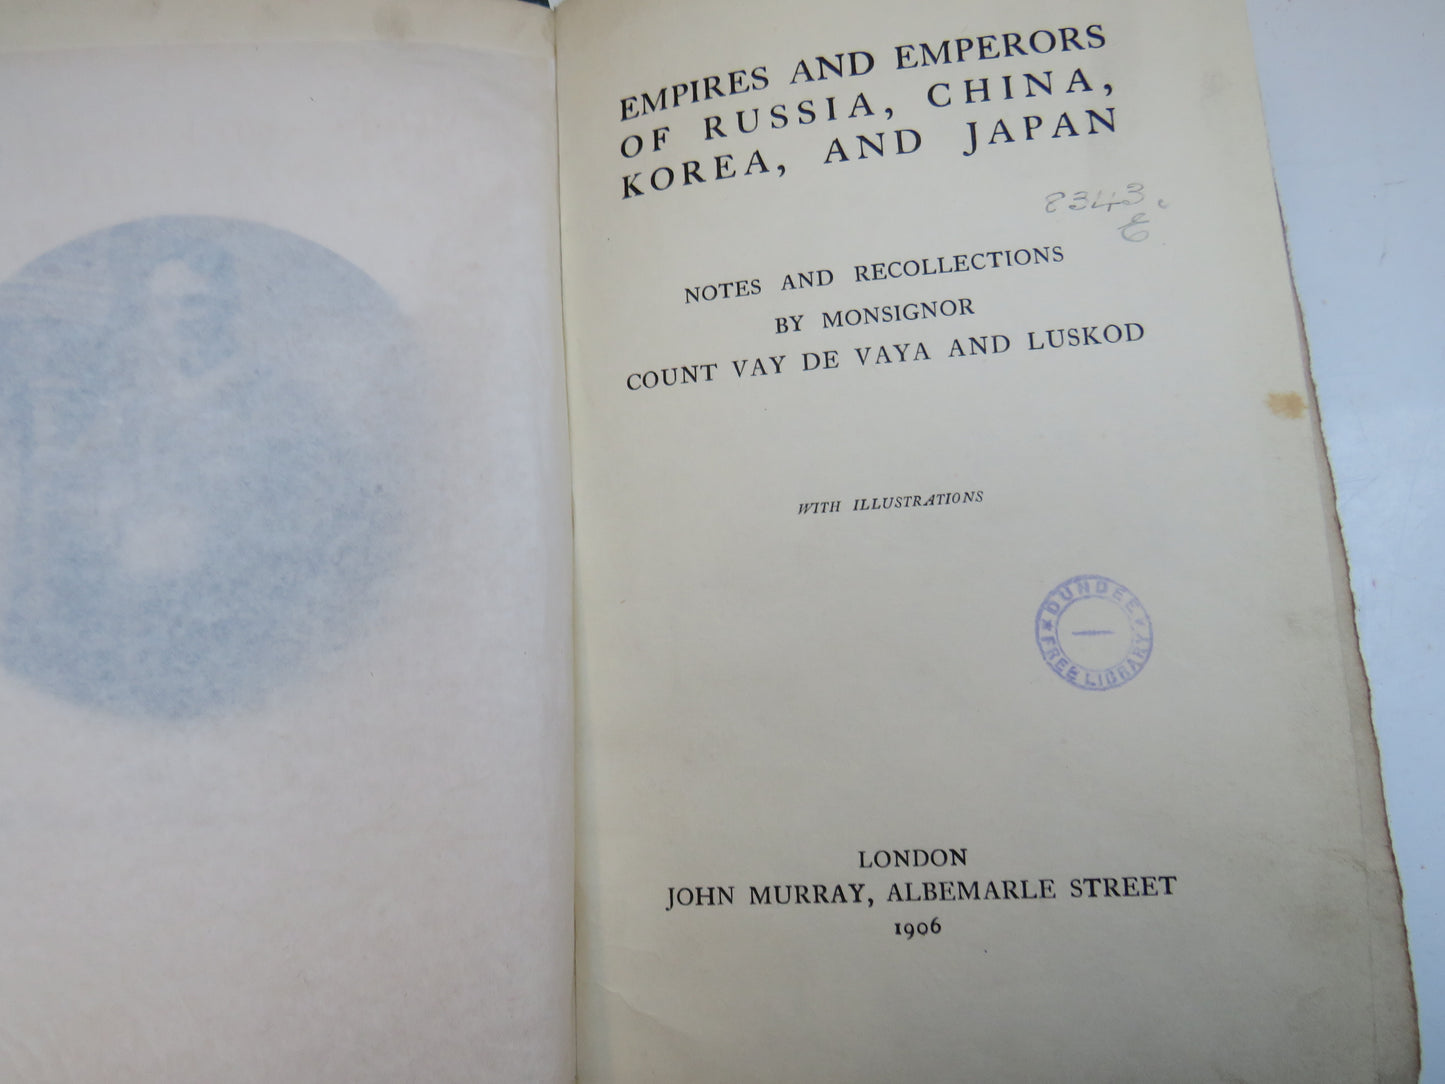 EMPIRES AND EMPERORS
OF RUSSIA, CHINA,
KOREA, AND JAPAN
8343
E
NOTES AND RECOLLECTIONS
BY MONSIGNOR
COUNT VAY DE VAYA AND LUSKOD
WITH ILLUSTRATIONS
DUNDEE
FREE LIBRARY
LONDON
JOHN MURRAY, ALBEMARLE STREET
1906